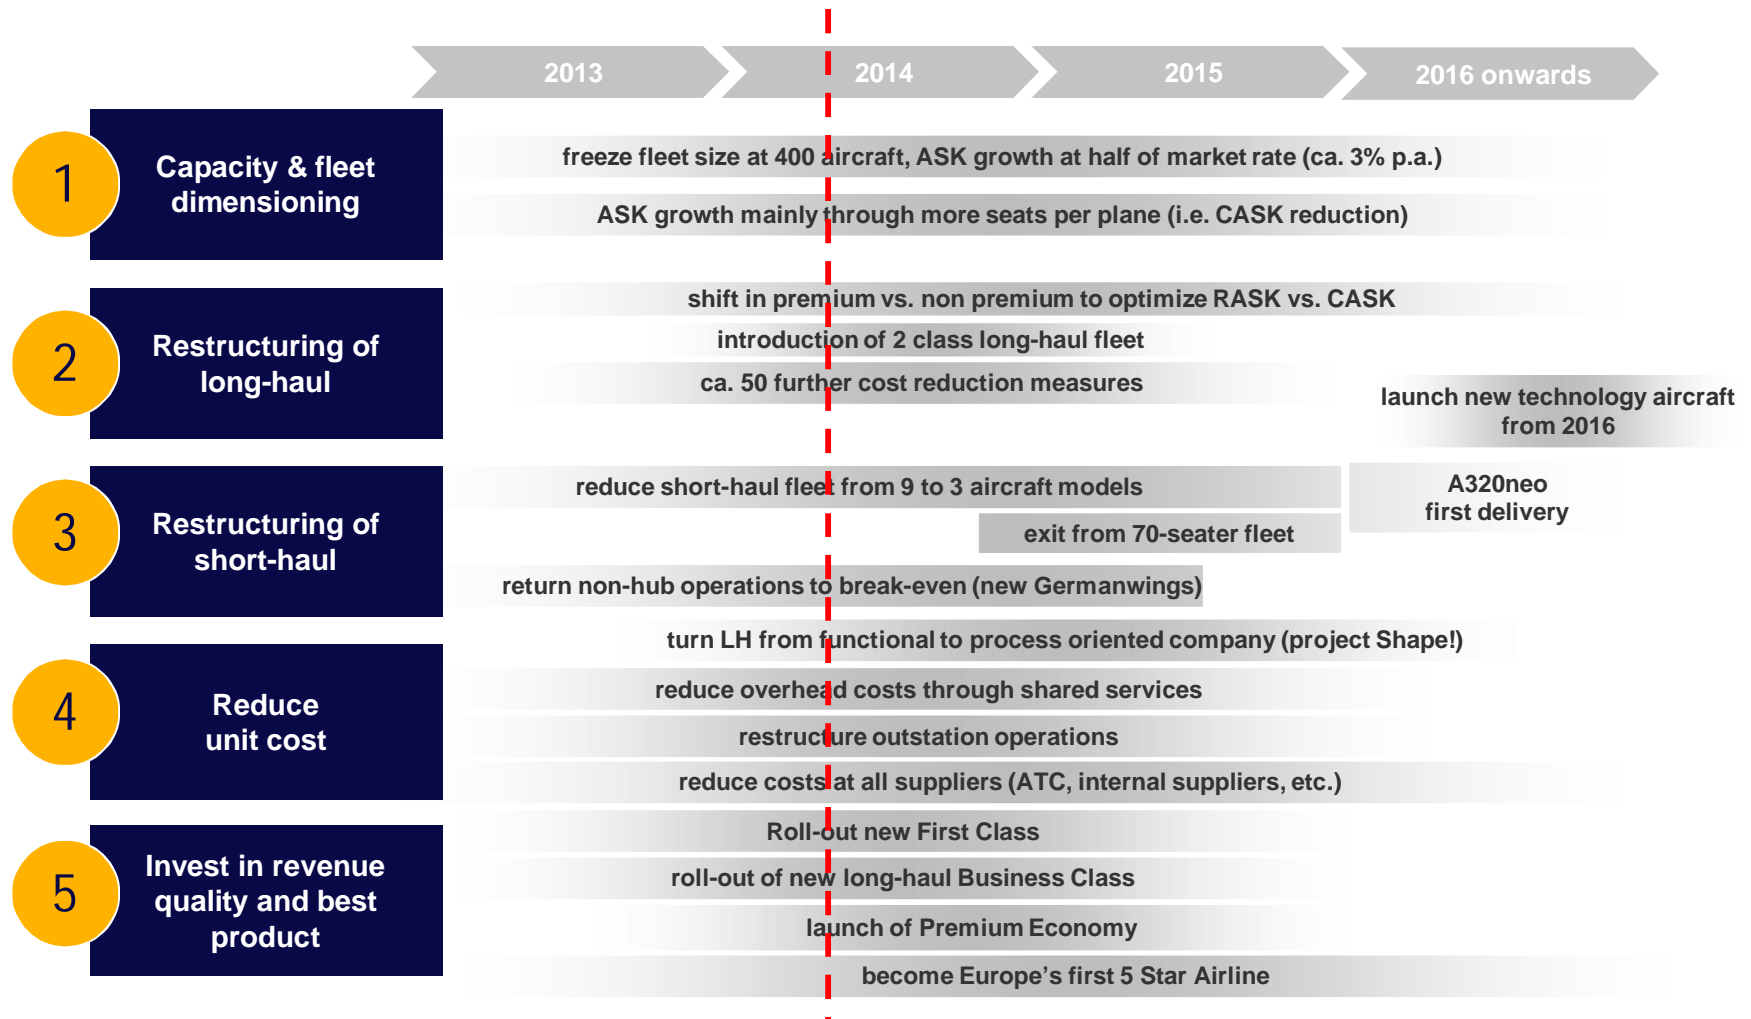 2013
2014
2015
2016 onwards
1
Capacity & fleet
dimensioning
freeze fleet size at 400 aircraft, ASK growth at half of market rate (ca. 3% p.a.)
ASK growth mainly through more seats per plane (i.e. CASK reduction)
2
Restructuring of
long-haul
shift in premium vs. non premium to optimize RASK vs. CASK
introduction of 2 class long-haul fleet
ca. 50 further cost reduction measures
launch new technology aircraft
from 2016
3
Restructuring of
short-haul
reduce short-haul fleet from 9 to 3 aircraft models
A320neo
first delivery
exit from 70-seater fleet
return non-hub operations to break-even (new Germanwings)
4
Reduce
unit cost
turn LH from functional to process oriented company (project Shape!)
reduce overhead costs through shared services
restructure outstation operations
reduce costs at all suppliers (ATC, internal suppliers, etc.)
5
Invest in revenue
quality and best
product
Roll-out new First Class
roll-out of new long-haul Business Class
launch of Premium Economy
become Europe's first 5 Star Airline